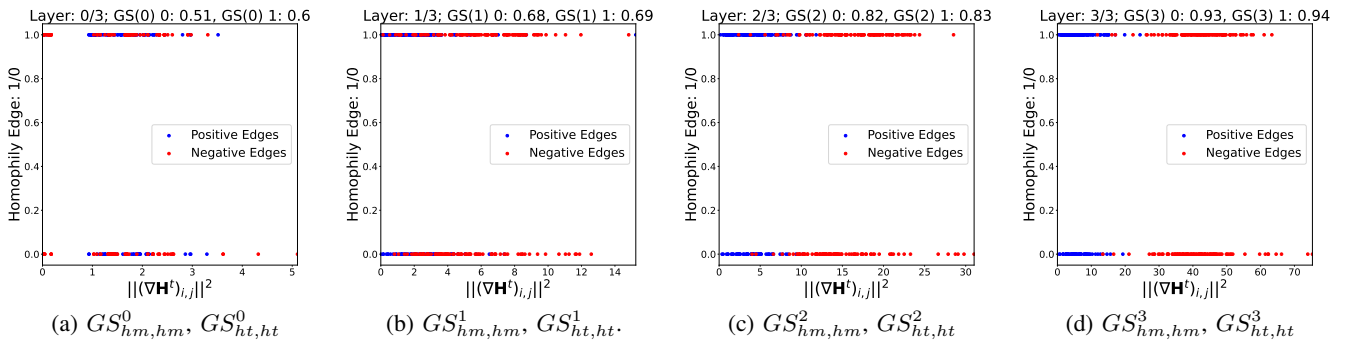 Layer: 0/3; GS(0) 0: 0.51, GS(0) 1: 0.6
Homophily Edge: 1/0
1.0
0.8
0.6
0.4
0.2
0.0
Positive Edges
Negative Edges
0 1 2 3 4 5
||(∇H^t)_{i,j}||^2
(a) GS^0_{hm,hm}, GS^0_{ht,ht}
Layer: 1/3; GS(1) 0: 0.68, GS(1) 1: 0.69
Homophily Edge: 1/0
1.0
0.8
0.6
0.4
0.2
0.0
Positive Edges
Negative Edges
0 2 4 6 8 10 12 14
||(∇H^t)_{i,j}||^2
(b) GS^1_{hm,hm}, GS^1_{ht,ht}.
Layer: 2/3; GS(2) 0: 0.82, GS(2) 1: 0.83
Homophily Edge: 1/0
1.0
0.8
0.6
0.4
0.2
0.0
Positive Edges
Negative Edges
0 5 10 15 20 25 30
||(∇H^t)_{i,j}||^2
(c) GS^2_{hm,hm}, GS^2_{ht,ht}
Layer: 3/3; GS(3) 0: 0.93, GS(3) 1: 0.94
Homophily Edge: 1/0
1.0
0.8
0.6
0.4
0.2
0.0
Positive Edges
Negative Edges
0 10 20 30 40 50 60 70
||(∇H^t)_{i,j}||^2
(d) GS^3_{hm,hm}, GS^3_{ht,ht}